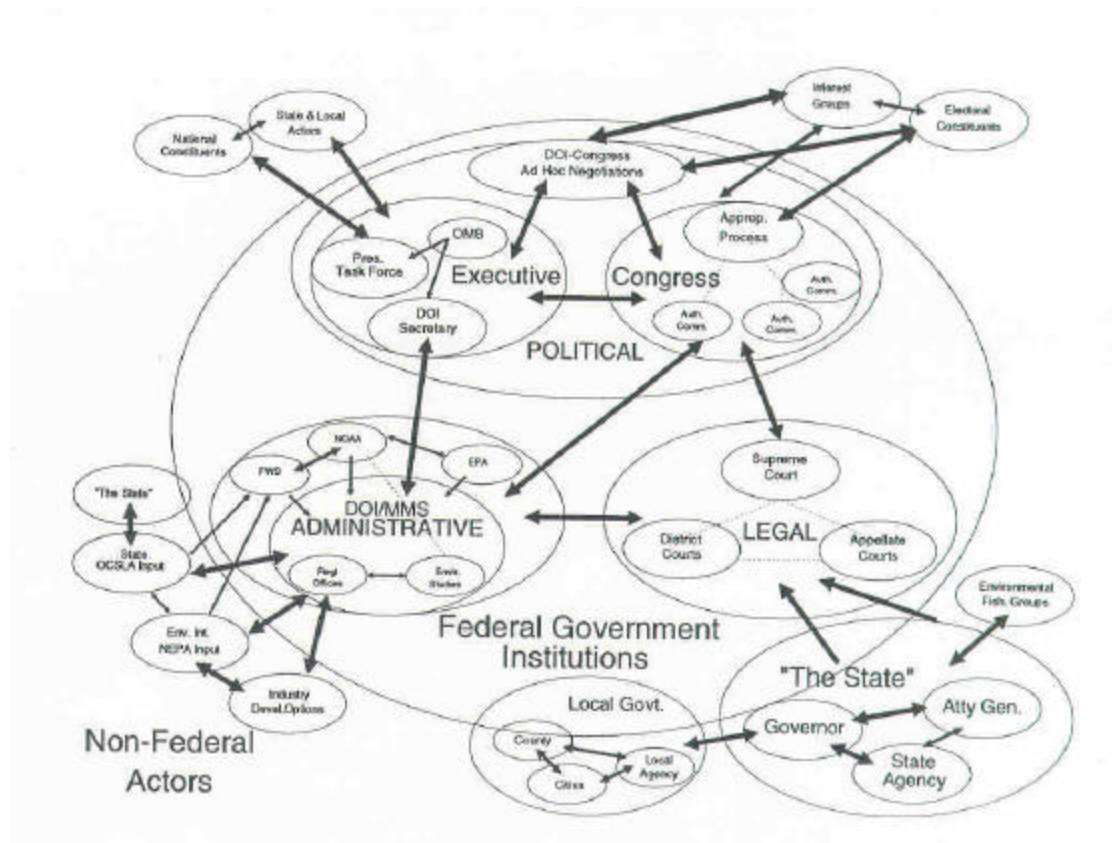 Interest
Groups
Electoral
Constituents
State & Local
Actors
National
Constituents
DOI-Congress
Ad Hoc Negotiations
Approp.
Process
OMB
Pres.
Task Force
Executive
Congress
Auth.
Comm.
Auth.
Comm.
Auth.
Comm.
DOI
Secretary
POLITICAL
NOAA
EPA
FWS
"The State"
State
OCSLA Input
DOI/MMS
ADMINISTRATIVE
Supreme
Court
District
Courts
LEGAL
Appellate
Courts
Regl
Offices
Envir.
Studies
Environmental
Fish. Groups
Env. Int.
NEPA Input
Federal Government
Institutions
"The State"
Industry
Devel.Options
Local Govt.
Governor
Atty Gen.
Non-Federal
Actors
County
Local
Agency
Cities
State
Agency